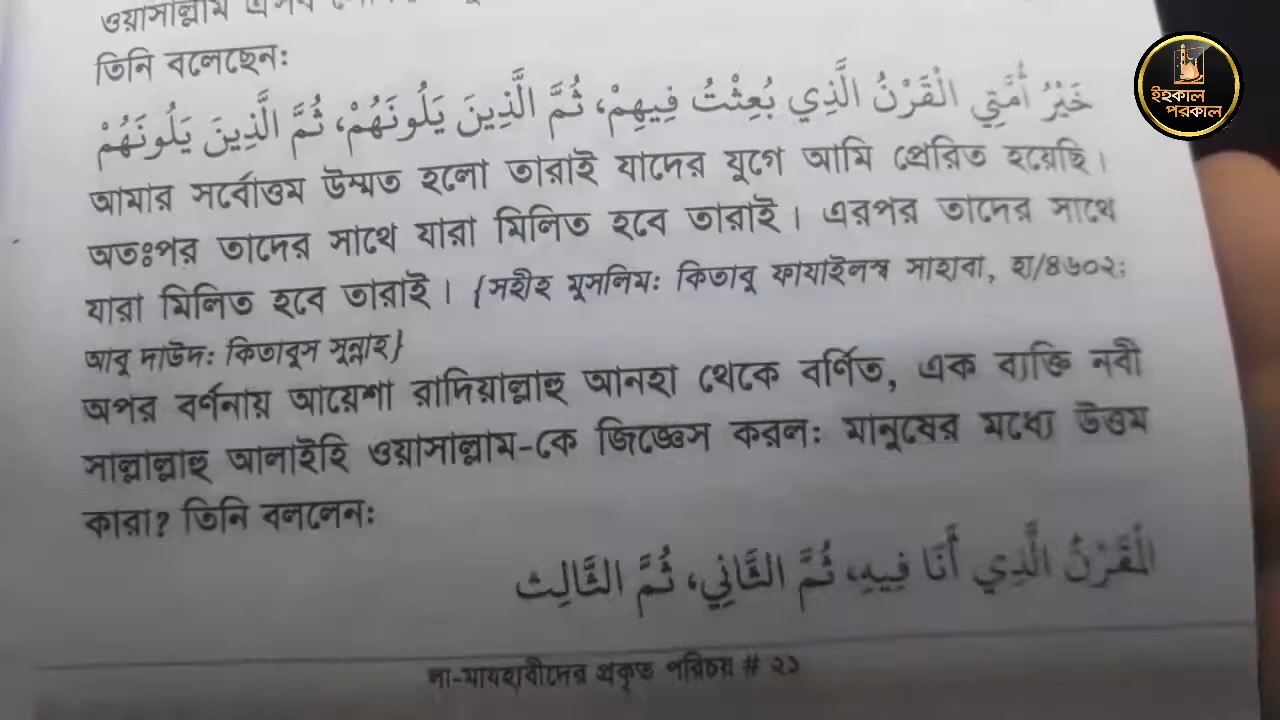 ওয়াসাল্লাম এসব
তিনি বলেছেন:
خَيْرُ أُمَّتِي الْقَرْنُ الَّذِي بُعِثْتُ فِيهِمْ، ثُمَّ الَّذِينَ يَلُونَهُمْ، ثُمَّ الَّذِينَ يَلُونَهُمْ
আমার সর্বোত্তম উম্মত হলো তারাই যাদের যুগে আমি প্রেরিত হয়েছি।
অতঃপর তাদের সাথে যারা মিলিত হবে তারাই। এরপর তাদের সাথে
যারা মিলিত হবে তারাই। {সহীহ মুসলিম: কিতাবু ফাযাইলস্ব সাহাবা, হা/৪৬০২;
আবু দাউদ: কিতাবুস সুন্নাহ}
অপর বর্ণনায় আয়েশা রাদিয়াল্লাহু আনহা থেকে বর্ণিত, এক ব্যক্তি নবী
সাল্লাল্লাহু আলাইহি ওয়াসাল্লাম-কে জিজ্ঞেস করল: মানুষের মধ্যে উত্তম
কারা? তিনি বললেন:
الْقَرْنُ الَّذِي أَنَا فِيهِ، ثُمَّ الثَّانِي، ثُمَّ الثَّالِث
লা-মাযহাবীদের প্রকৃত পরিচয় # ২১
ইহকাল
পরকাল